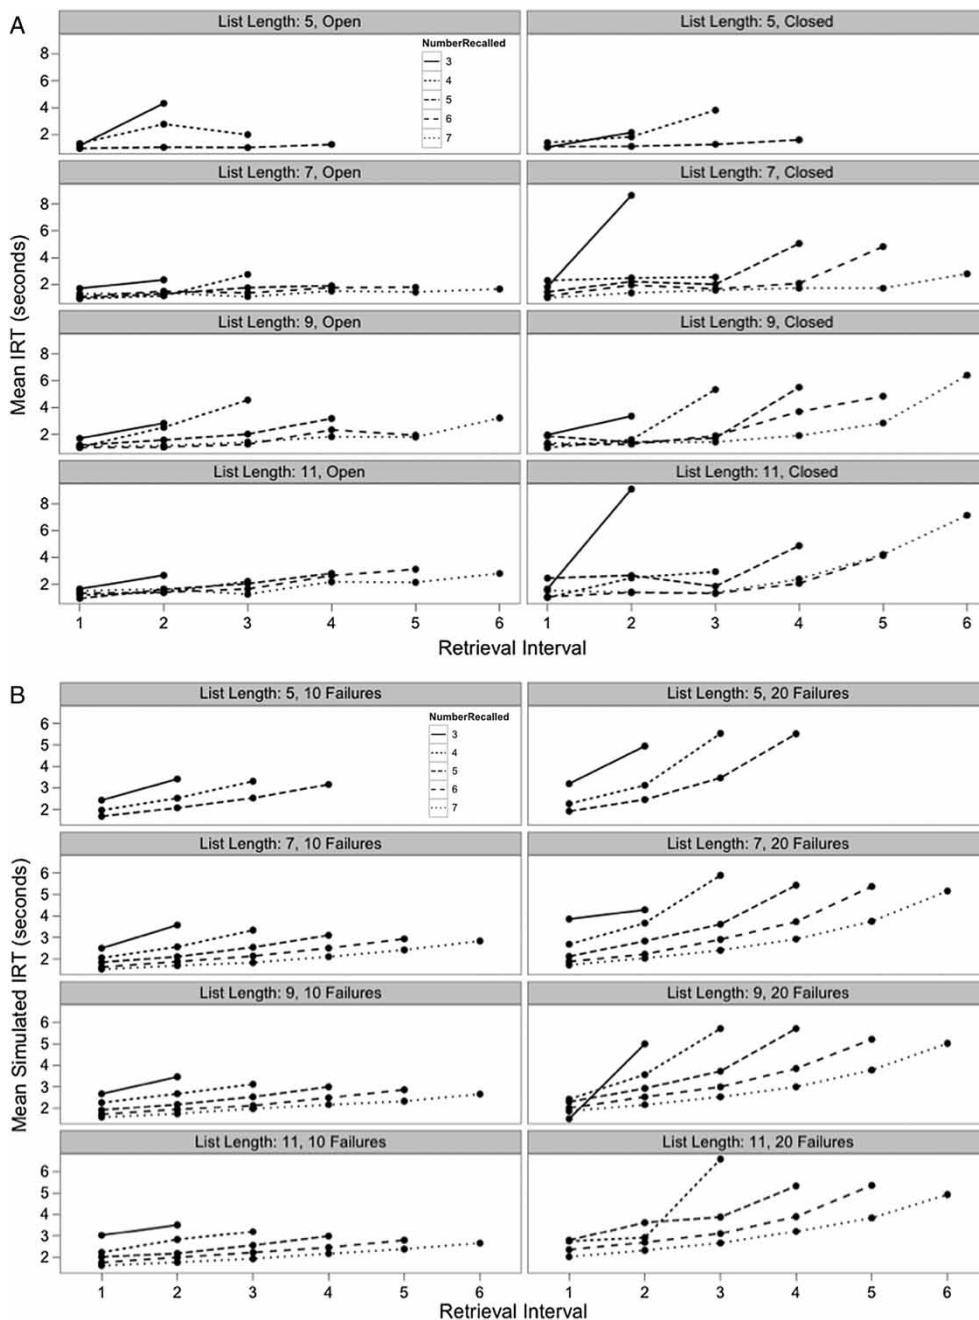 A
List Length: 5, Open
List Length: 5, Closed
NumberRecalled
3
4
5
6
7
8
6
4
2
List Length: 7, Open
List Length: 7, Closed
8
6
4
2
List Length: 9, Open
List Length: 9, Closed
8
6
4
2
List Length: 11, Open
List Length: 11, Closed
8
6
4
2
Mean IRT (seconds)
1 2 3 4 5 6 1 2 3 4 5 6
Retrieval Interval
B
List Length: 5, 10 Failures
List Length: 5, 20 Failures
NumberRecalled
3
4
5
6
7
6
5
4
3
2
List Length: 7, 10 Failures
List Length: 7, 20 Failures
6
5
4
3
2
List Length: 9, 10 Failures
List Length: 9, 20 Failures
6
5
4
3
2
List Length: 11, 10 Failures
List Length: 11, 20 Failures
6
5
4
3
2
Mean Simulated IRT (seconds)
1 2 3 4 5 6 1 2 3 4 5 6
Retrieval Interval